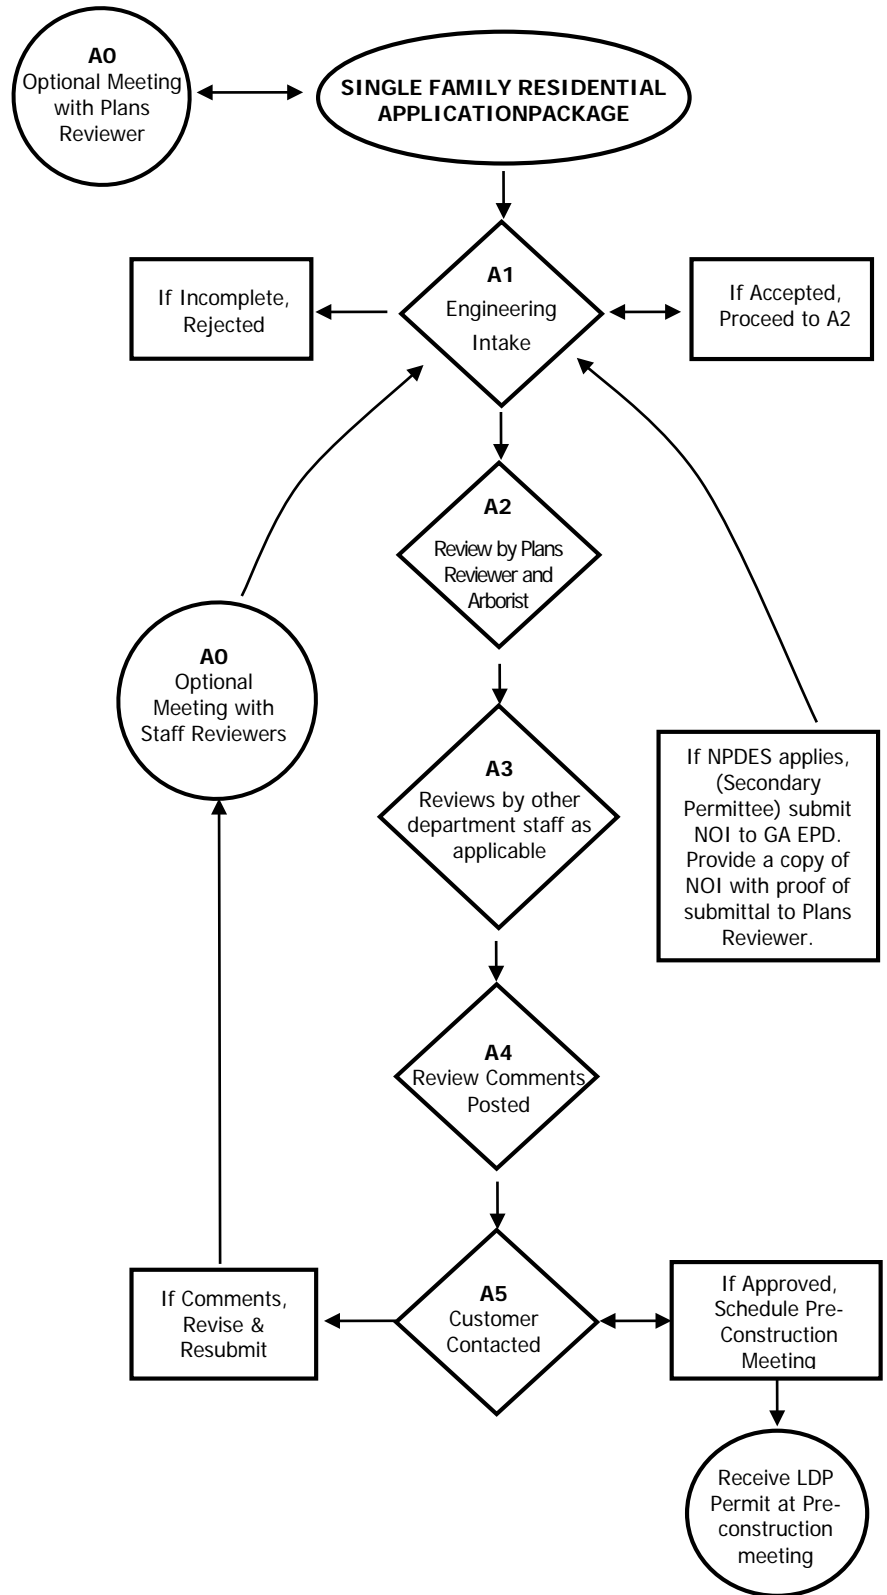 A0
Optional Meeting
with Plans
Reviewer
SINGLE FAMILY RESIDENTIAL
APPLICATIONPACKAGE
If Incomplete,
Rejected
A1
Engineering
Intake
If Accepted,
Proceed to A2
A2
Review by Plans
Reviewer and
Arborist
A0
Optional
Meeting with
Staff Reviewers
A3
Reviews by other
department staff as
applicable
If NPDES applies,
(Secondary
Permittee) submit
NOI to GA EPD.
Provide a copy of
NOI with proof of
submittal to Plans
Reviewer.
A4
Review Comments
Posted
If Comments,
Revise &
Resubmit
A5
Customer
Contacted
If Approved,
Schedule Pre-
Construction
Meeting
Receive LDP
Permit at Pre-
construction
meeting